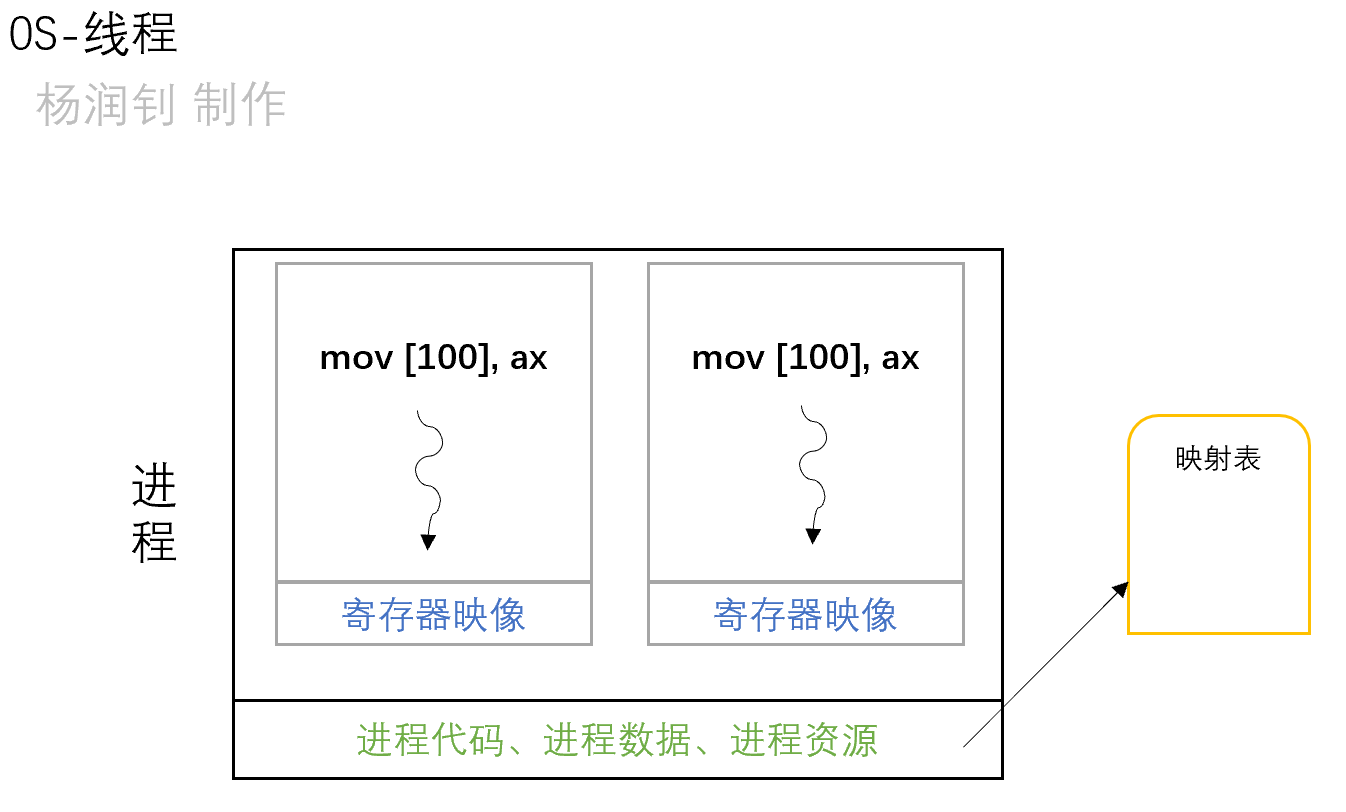 OS-线程
杨润钊 制作
mov [100], ax
mov [100], ax
映射表
进程
寄存器映像
寄存器映像
进程代码、进程数据、进程资源